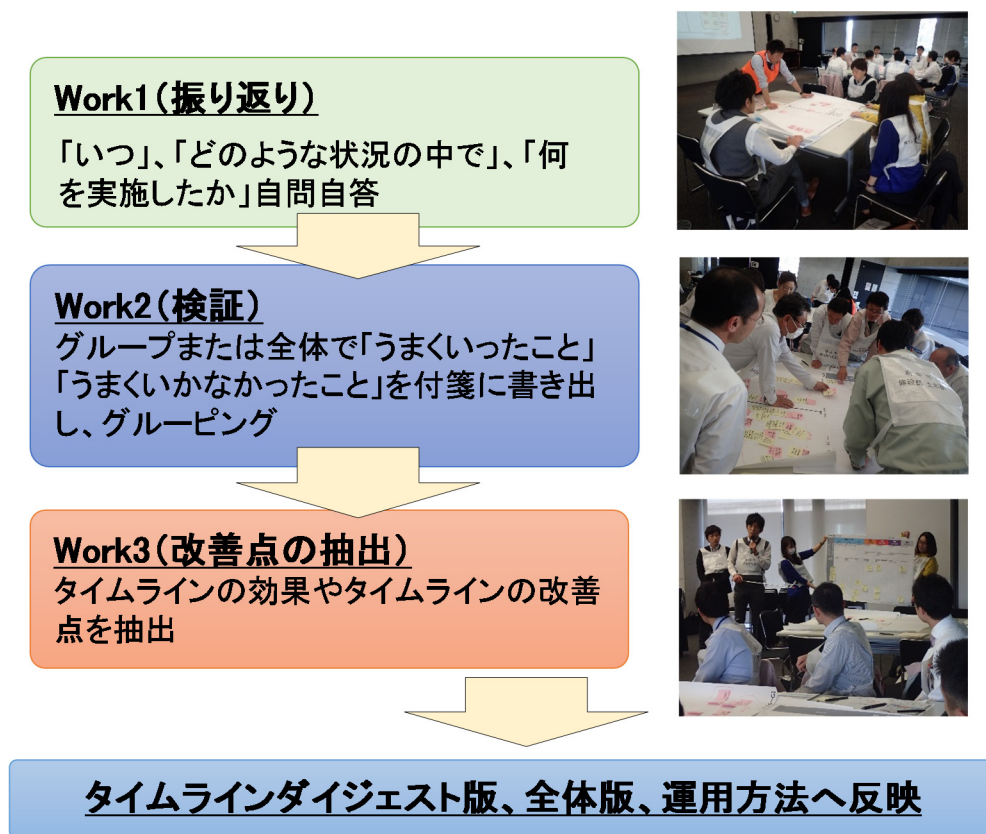 Work1(振り返り)
「いつ」、「どのような状況の中で」、「何
を実施したか」自問自答
Work2(検証)
グループまたは全体で「うまくいったこと」
「うまくいかなかったこと」を付箋に書き出
し、グルーピング
Work3(改善点の抽出)
タイムラインの効果やタイムラインの改善
点を抽出
タイムラインダイジェスト版、全体版、運用方法へ反映